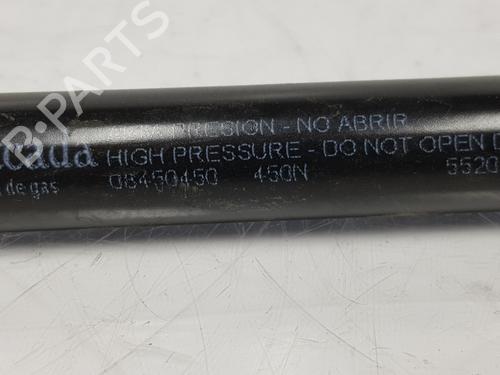 PRESION - NO ABRIR
HIGH PRESSURE - DO NOT OPEN
de gas 08450450 450N 5520
B-PARTS